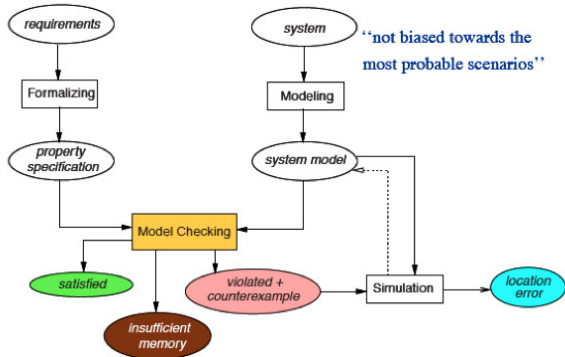 requirements
system
‘‘not biased towards the
most probable scenarios’’
Formalizing
Modeling
property
specification
system model
Model Checking
satisfied
violated +
counterexample
Simulation
location
error
insufficient
memory